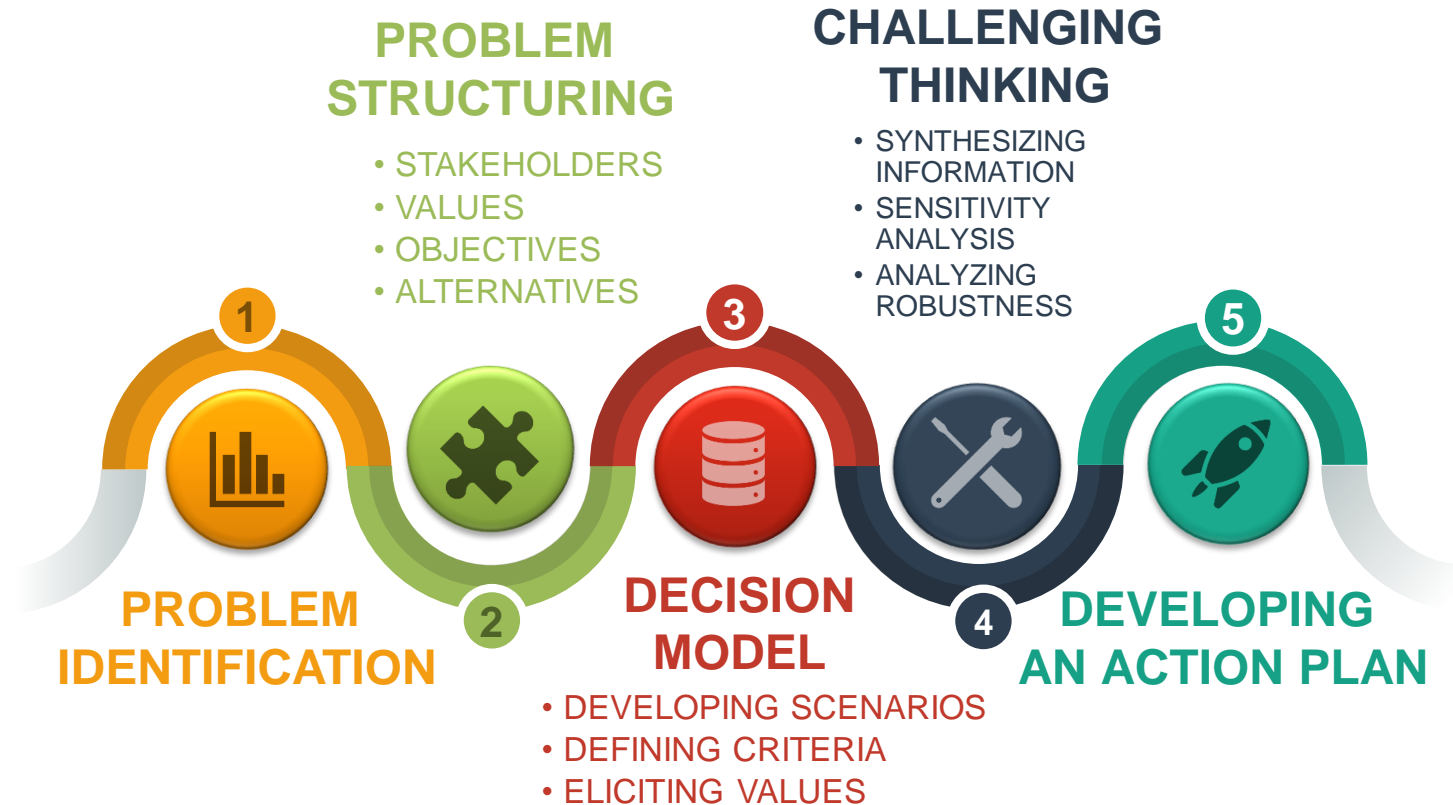 1
PROBLEM
IDENTIFICATION
PROBLEM
STRUCTURING
• STAKEHOLDERS
• VALUES
• OBJECTIVES
• ALTERNATIVES
2
3
DECISION
MODEL
• DEVELOPING SCENARIOS
• DEFINING CRITERIA
• ELICITING VALUES
CHALLENGING
THINKING
• SYNTHESIZING
INFORMATION
• SENSITIVITY
ANALYSIS
• ANALYZING
ROBUSTNESS
4
5
DEVELOPING
AN ACTION PLAN